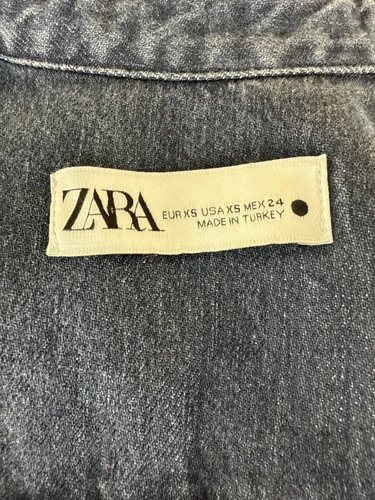 ZARA
EUR XS USA XS MEX 24
MADE IN TURKEY